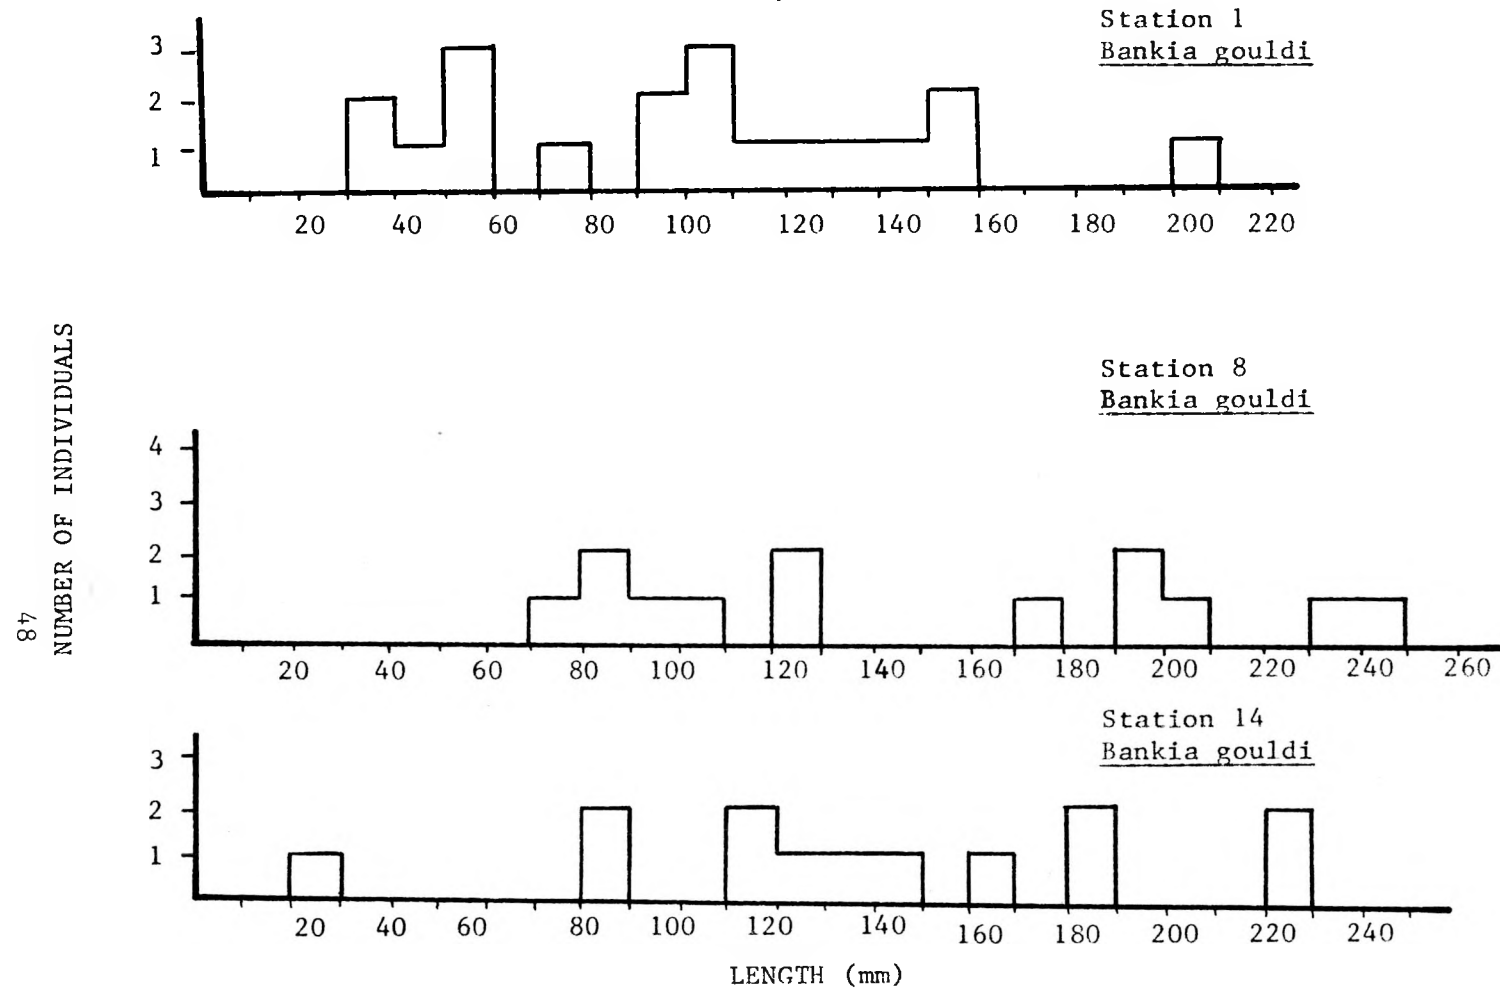 Station 1
Bankia gouldi
3
2
1
20 40 60 80 100 120 140 160 180 200 220
Station 8
Bankia gouldi
4
3
2
1
20 40 60 80 100 120 140 160 180 200 220 240 260
Station 14
Bankia gouldi
3
2
1
20 40 60 80 100 120 140 160 180 200 220 240
LENGTH (mm)
NUMBER OF INDIVIDUALS
48